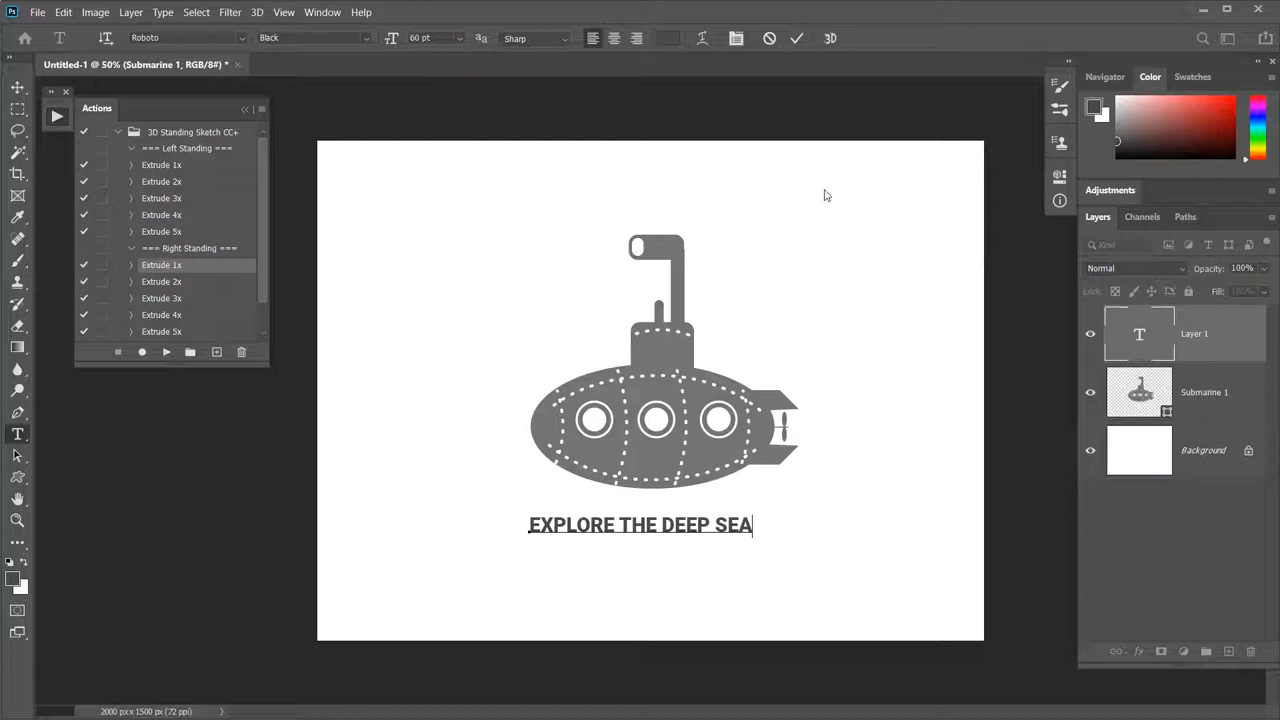 Ps File Edit Image Layer Type Select Filter 3D View Window Help
T Roboto Black 60 pt Sharp 3D
Untitled-1 @ 50% (Submarine 1, RGB/8#) *
Actions
3D Standing Sketch CC+
=== Left Standing ===
Extrude 1x
Extrude 2x
Extrude 3x
Extrude 4x
Extrude 5x
=== Right Standing ===
Extrude 1x
Extrude 2x
Extrude 3x
Extrude 4x
Extrude 5x
EXPLORE THE DEEP SEA
Navigator Color Swatches
Adjustments
Layers Channels Paths
Kind
Normal Opacity: 100%
Lock: Fill: 100%
T Layer 1
Submarine 1
Background
2000 px x 1500 px (72 ppi)